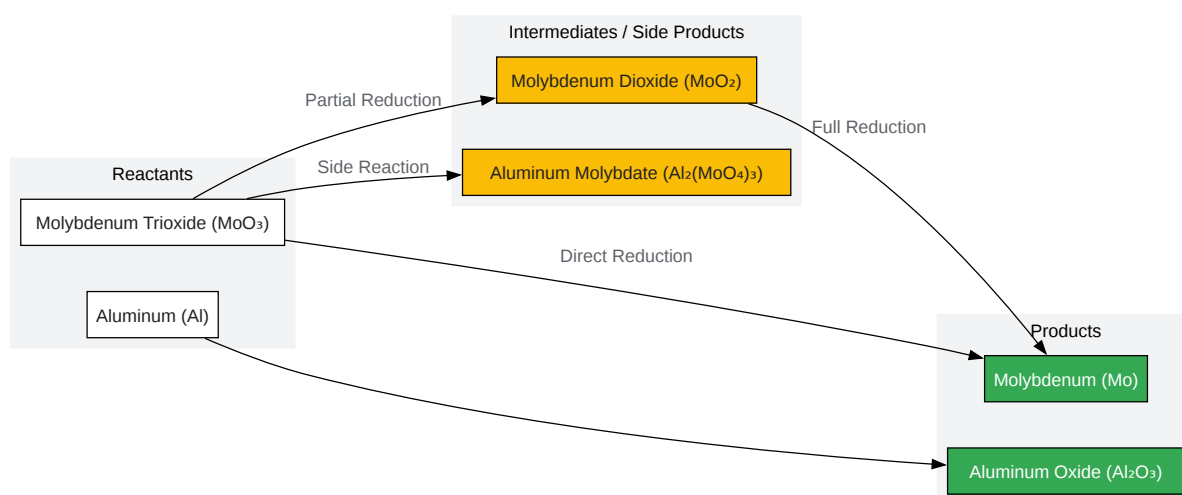 Intermediates / Side Products
Molybdenum Dioxide (MoO₂)
Partial Reduction
Full Reduction
Side Reaction
Aluminum Molybdate (Al₂(MoO₄)₃)
Reactants
Molybdenum Trioxide (MoO₃)
Direct Reduction
Aluminum (Al)
Products
Molybdenum (Mo)
Aluminum Oxide (Al₂O₃)